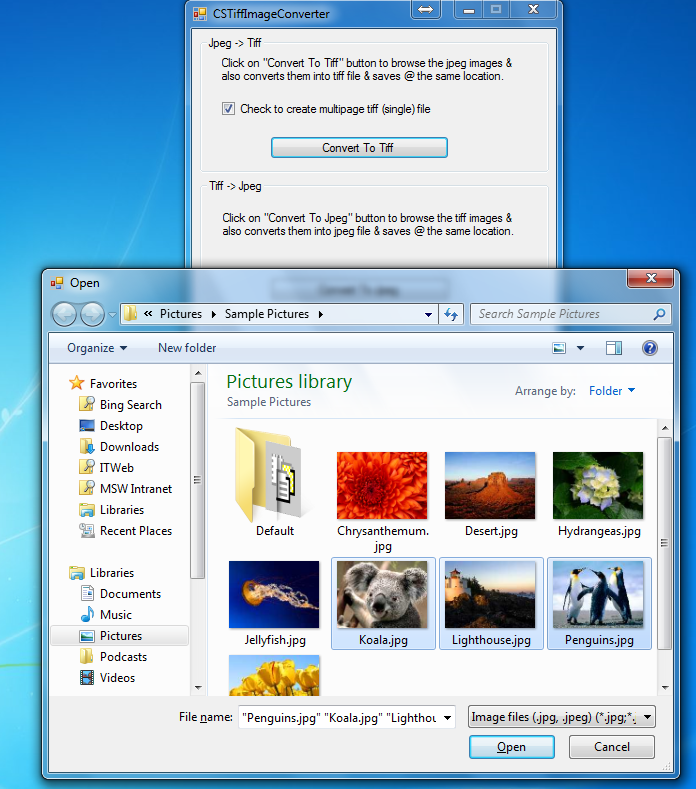 CSTiffImageConverter
Jpeg -> Tiff
Click on "Convert To Tiff" button to browse the jpeg images &
also converts them into tiff file & saves @ the same location.
Check to create multipage tiff (single) file
Convert To Tiff
Tiff -> Jpeg
Click on "Convert To Jpeg" button to browse the tiff images &
also converts them into jpeg file & saves @ the same location.
Convert To Jpeg
Open
« Pictures Sample Pictures
Search Sample Pictures
Organize New folder
Favorites
Bing Search
Desktop
Downloads
ITWeb
MSW Intranet
Libraries
Recent Places
Libraries
Documents
Music
Pictures
Podcasts
Videos
Pictures library
Sample Pictures
Arrange by: Folder
Default
Chrysanthemum.
jpg
Desert.jpg
Hydrangeas.jpg
Jellyfish.jpg
Koala.jpg
Lighthouse.jpg
Penguins.jpg
File name: "Penguins.jpg" "Koala.jpg" "Lighthou
Image files (.jpg, .jpeg) (*.jpg;*.
Open
Cancel